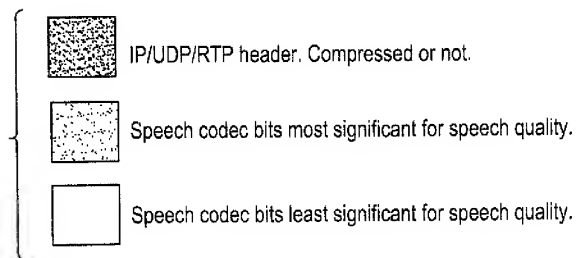 IP/UDP/RTP header. Compressed or not.
Speech codec bits most significant for speech quality.
Speech codec bits least significant for speech quality.